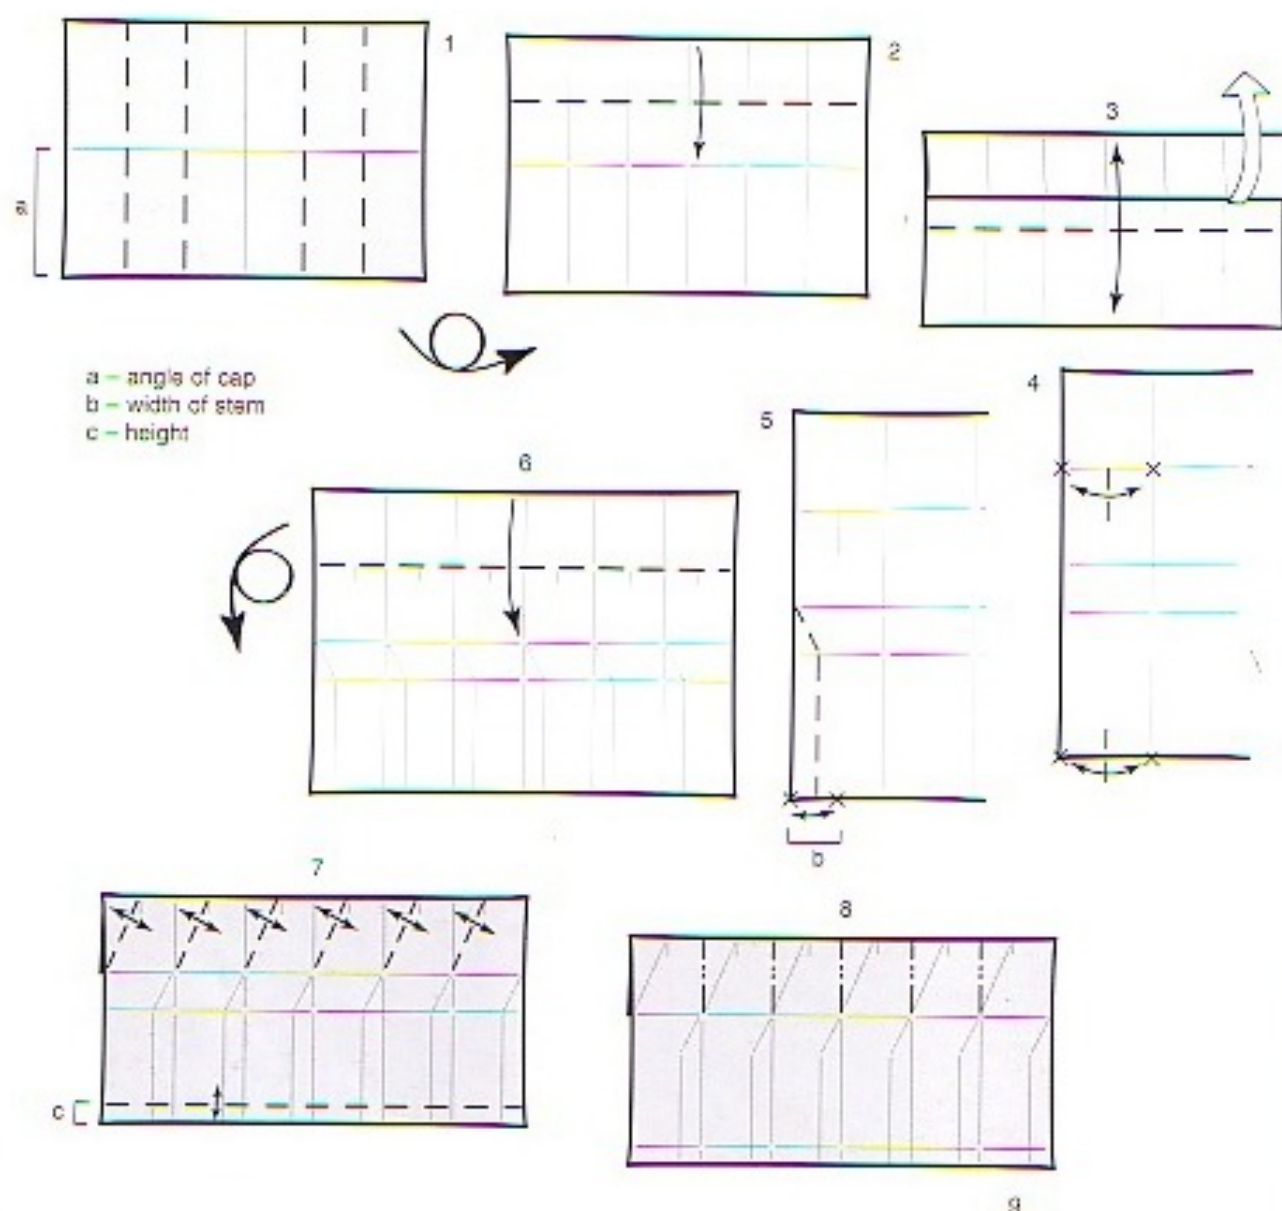 1
2
3
a
a – angle of cap
b – width of stem
c – height
4
5
6
b
7
8
c
9